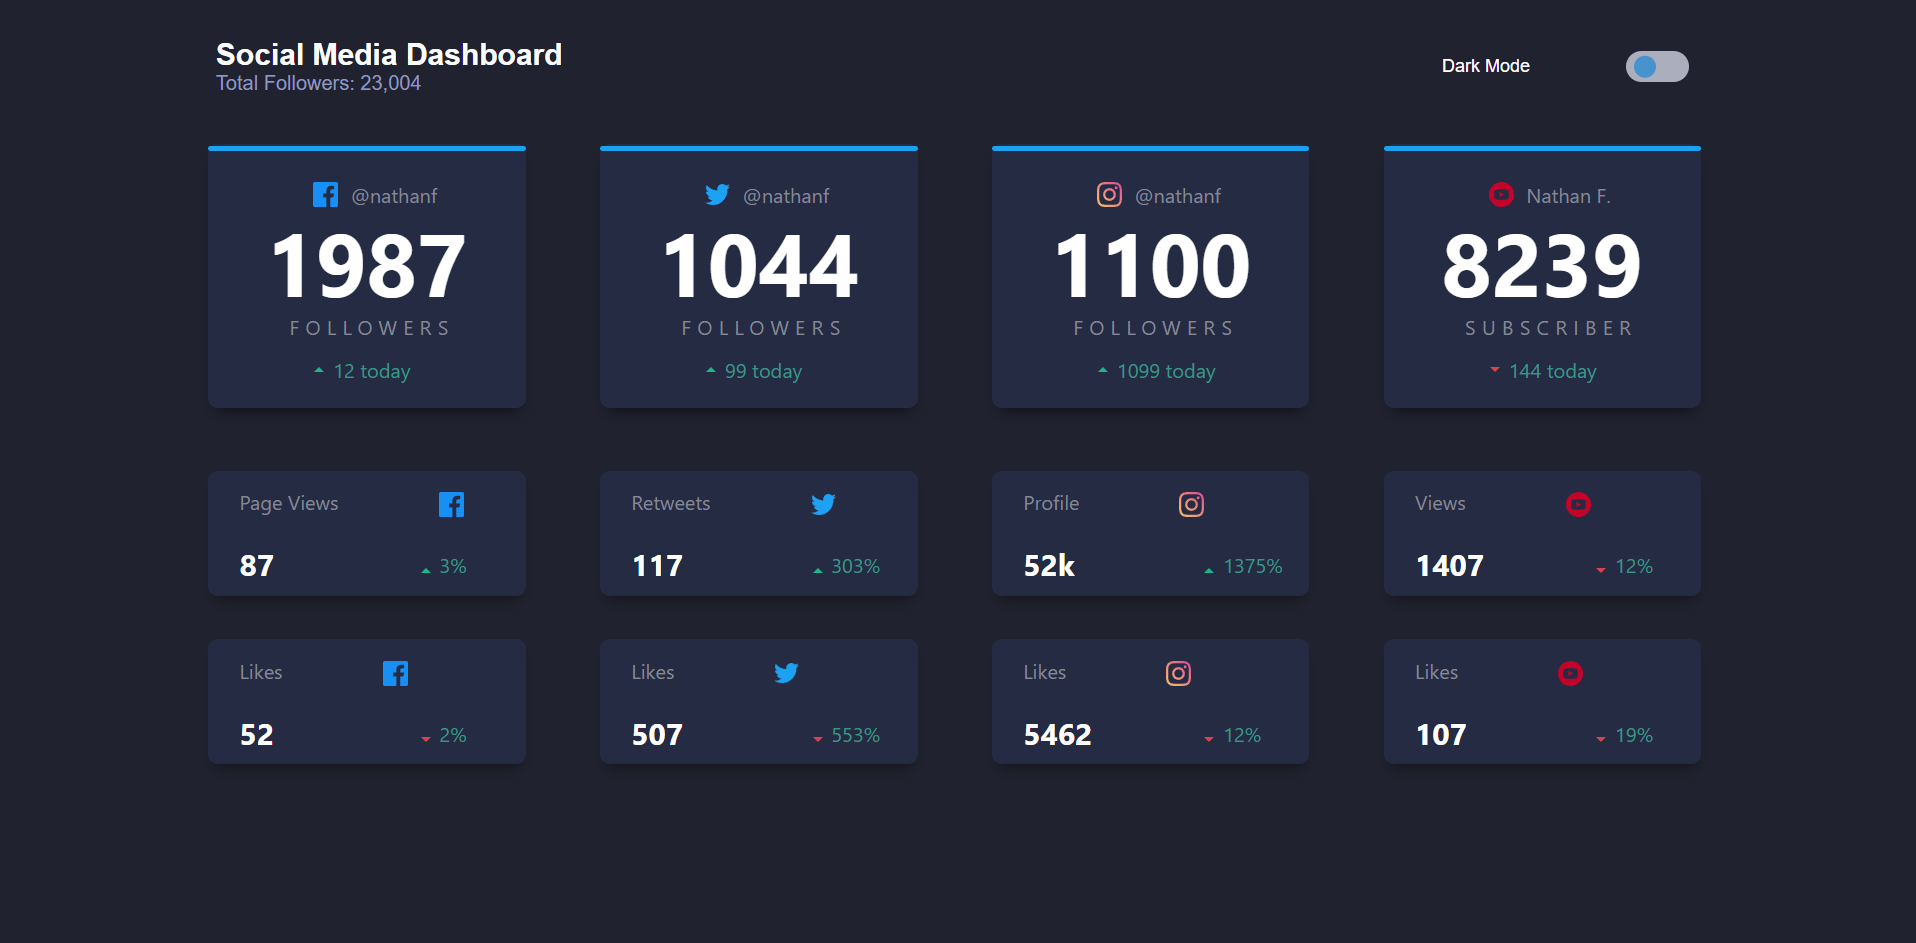 Social Media Dashboard
Total Followers: 23,004
Dark Mode
@nathanf
1987
FOLLOWERS
12 today
@nathanf
1044
FOLLOWERS
99 today
@nathanf
1100
FOLLOWERS
1099 today
Nathan F.
8239
SUBSCRIBER
144 today
Page Views
87
3%
Retweets
117
303%
Profile
52k
1375%
Views
1407
12%
Likes
52
2%
Likes
507
553%
Likes
5462
12%
Likes
107
19%